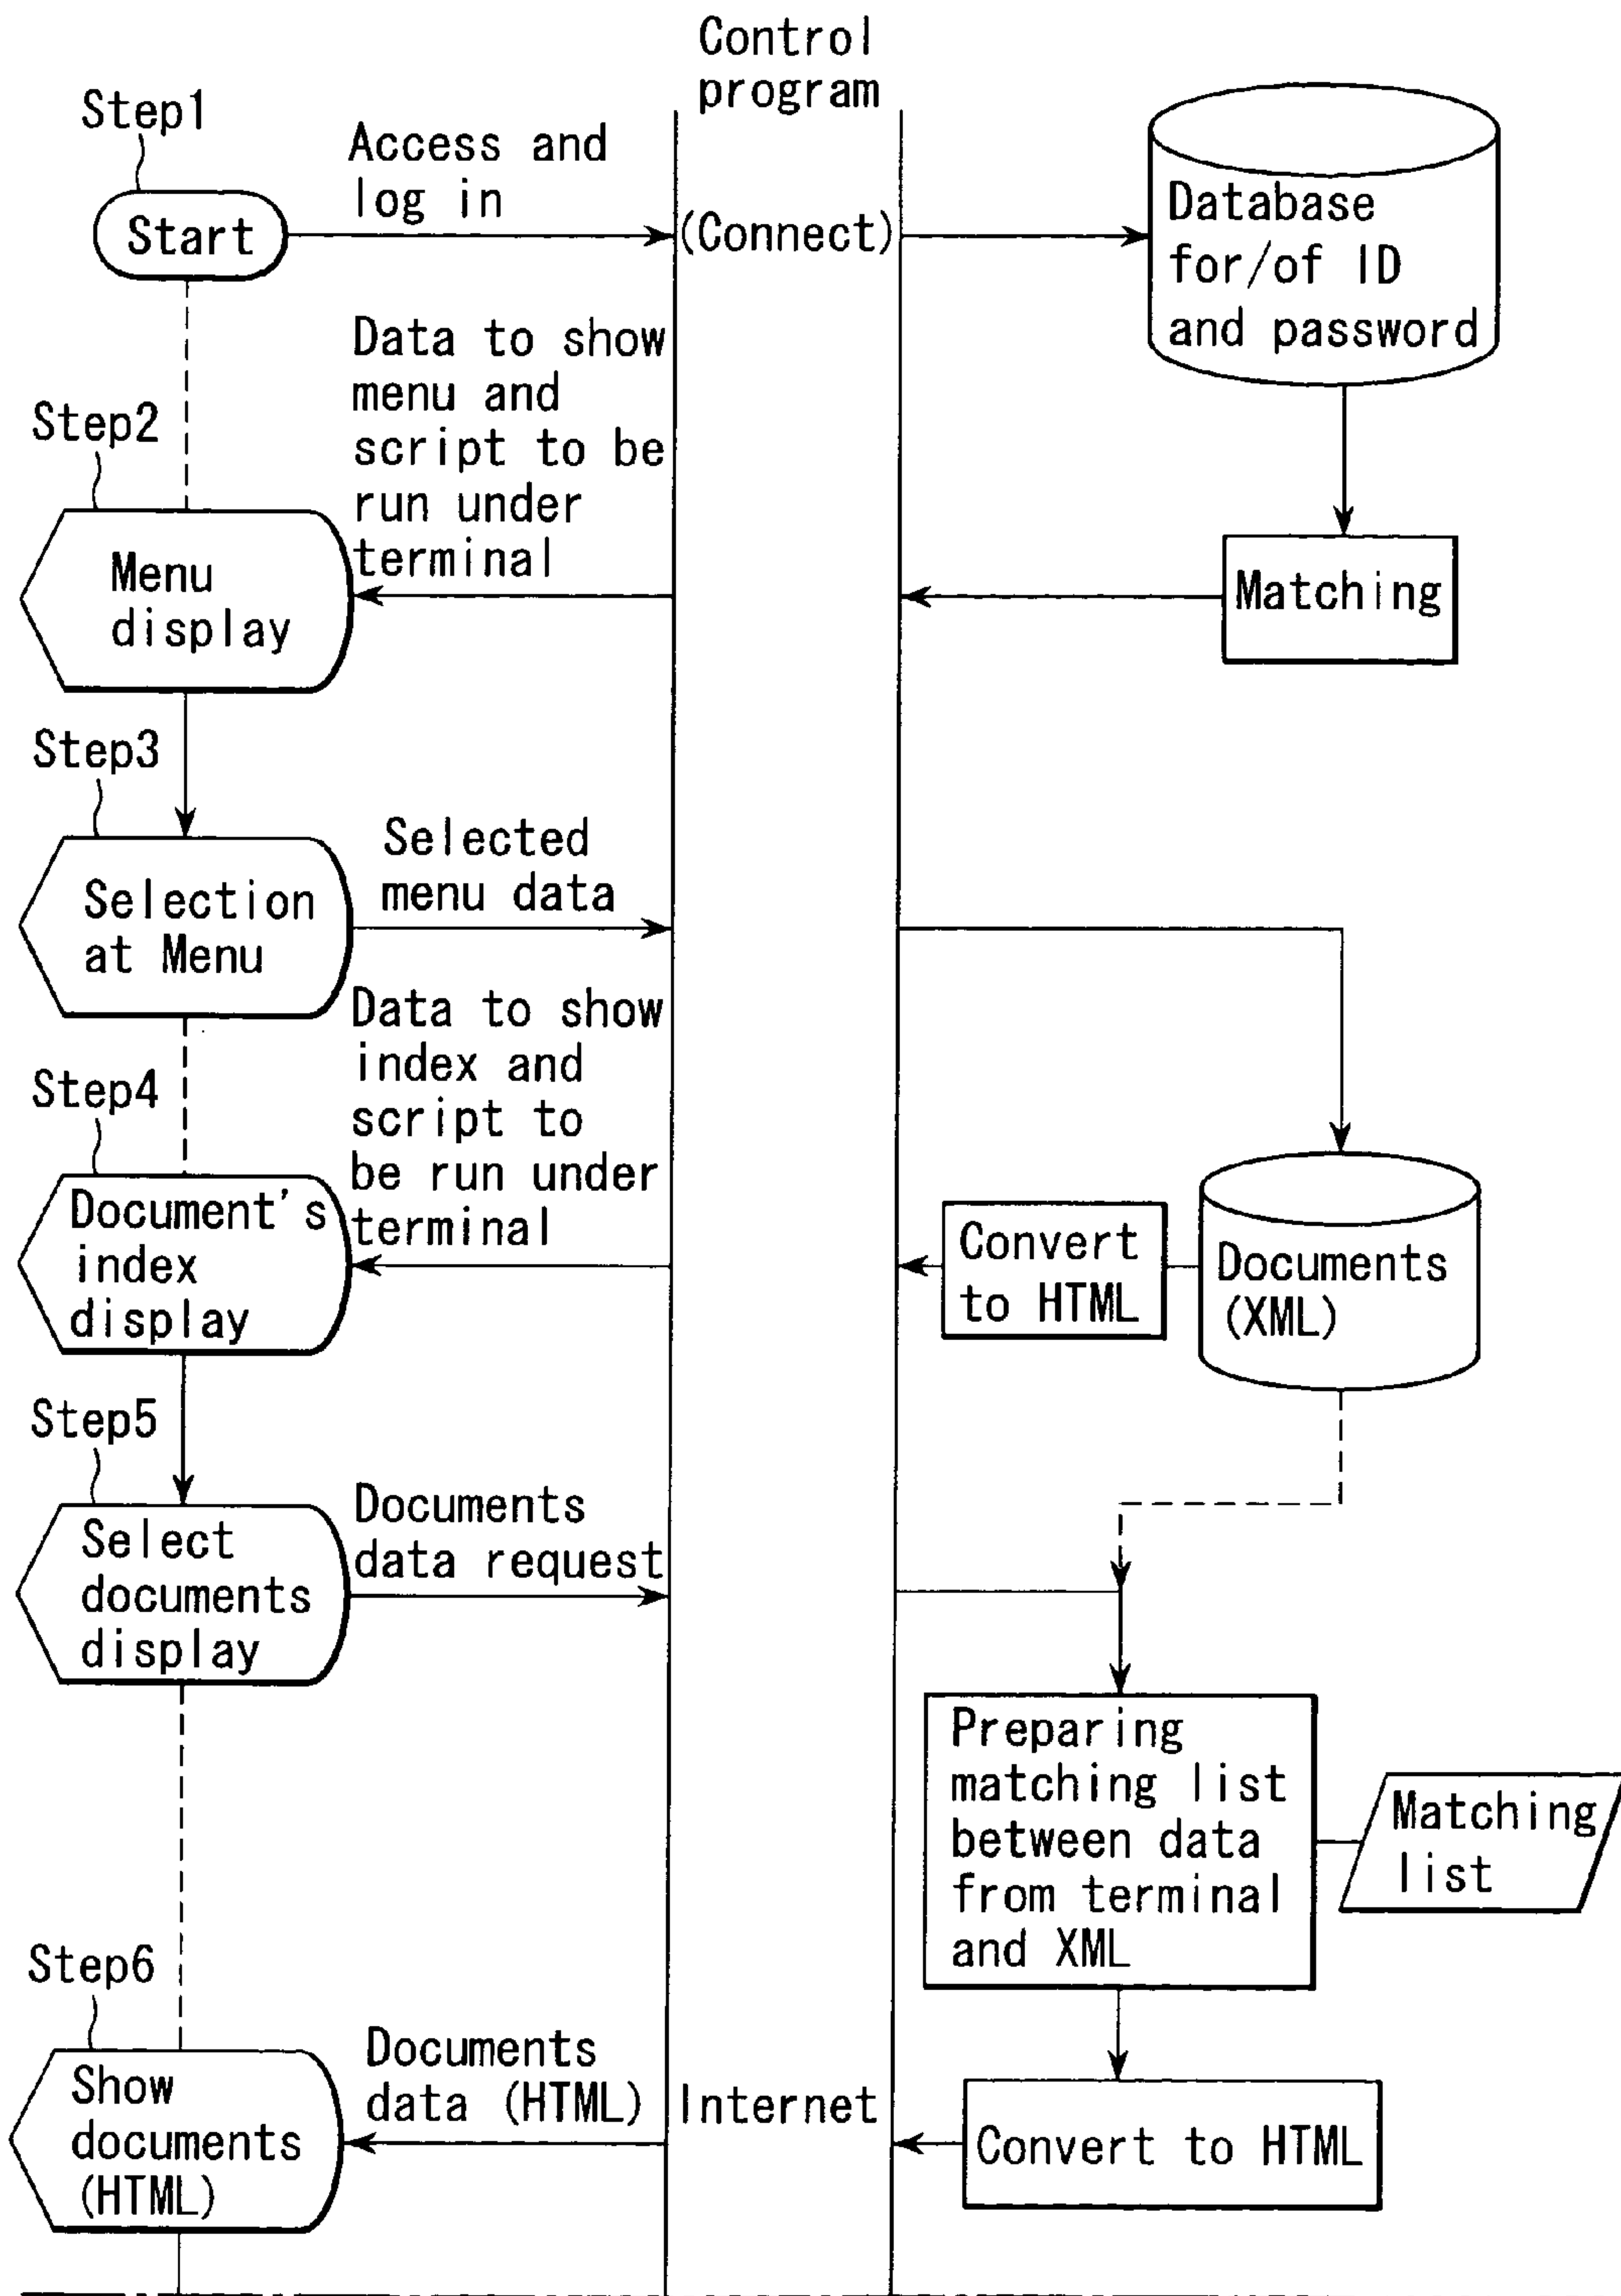 Control
program
Step1
Access and
log in
Start
(Connect)
Database
for/of ID
and password
Data to show
menu and
script to be
run under
terminal
Step2
Menu
display
Matching
Step3
Selected
menu data
Selection
at Menu
Data to show
index and
script to
be run under
terminal
Step4
Document's
index
display
Convert
to HTML
Documents
(XML)
Step5
Documents
data request
Select
documents
display
Preparing
matching list
between data
from terminal
and XML
Matching
list
Step6
Documents
data (HTML)
Internet
Show
documents
(HTML)
Convert to HTML